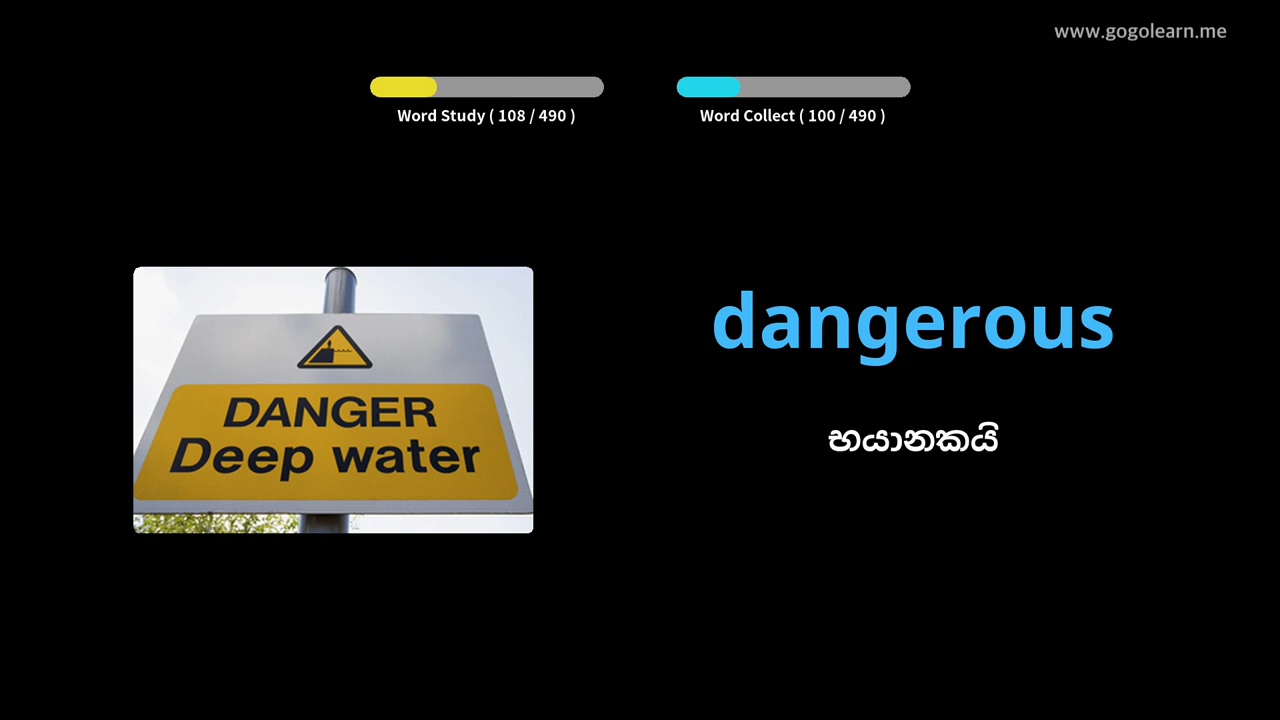 www.gogolearn.me
Word Study ( 108 / 490 )
Word Collect ( 100 / 490 )
DANGER
Deep water
dangerous
භයානකයි